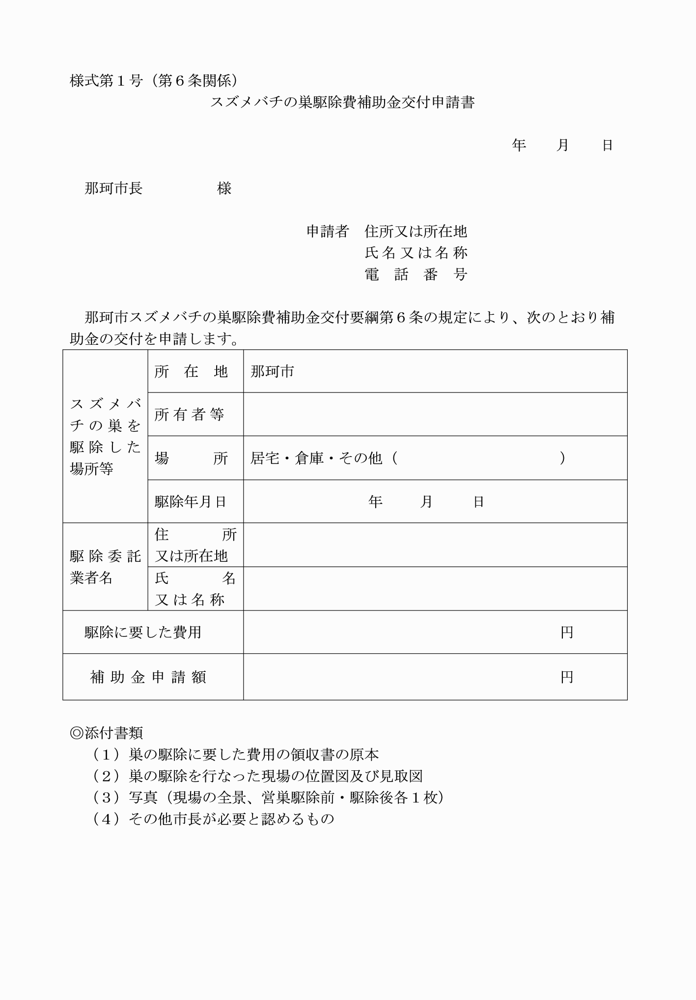 様式第１号（第６条関係）
スズメバチの巣駆除費補助金交付申請書
年　　月　　日
那珂市長　　　　　様
申請者　住所又は所在地
氏名又は名称
電　話　番　号
那珂市スズメバチの巣駆除費補助金交付要綱第６条の規定により、次のとおり補
助金の交付を申請します。
スズメバ
チの巣を
駆除した
場所等
所　在　地　那珂市
所有者等
場　　　所　居宅・倉庫・その他（　　　　　　　　　　　）
駆除年月日　年　　月　　日
駆除委託
業者名
住　　　所
又は所在地
氏　　　名
又は名称
駆除に要した費用　円
補助金申請額　円
◎添付書類
（１）巣の駆除に要した費用の領収書の原本
（２）巣の駆除を行なった現場の位置図及び見取図
（３）写真（現場の全景、営巣駆除前・駆除後各１枚）
（４）その他市長が必要と認めるもの